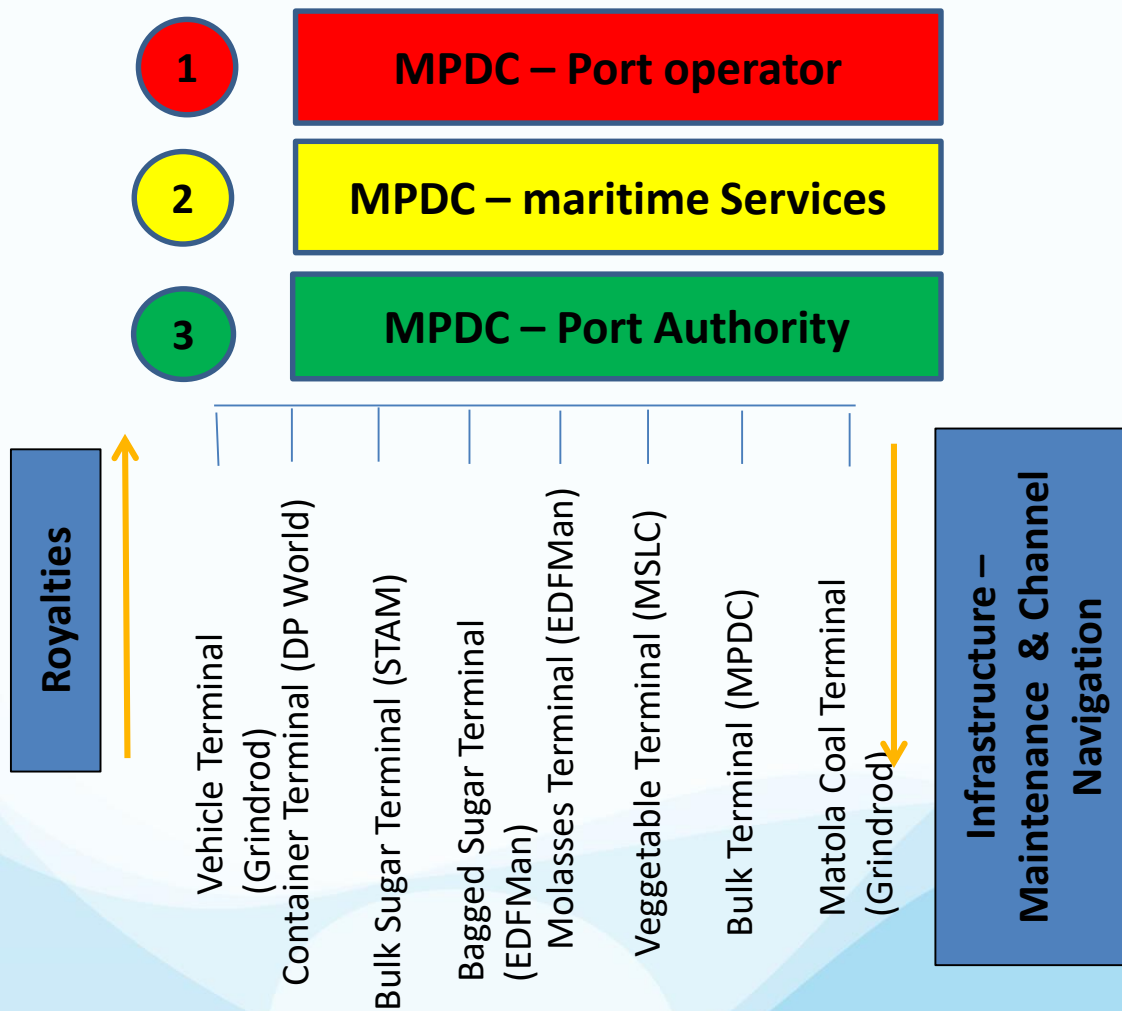 1
MPDC – Port operator
2
MPDC – maritime Services
3
MPDC – Port Authority
Royalties
Vehicle Terminal
(Grindrod)
Container Terminal (DP World)
Bulk Sugar Terminal (STAM)
Bagged Sugar Terminal
(EDFMan)
Molasses Terminal (EDFMan)
Veggetable Terminal (MSLC)
Bulk Terminal (MPDC)
Matola Coal Terminal
(Grindrod)
Infrastructure –
Maintenance & Channel
Navigation